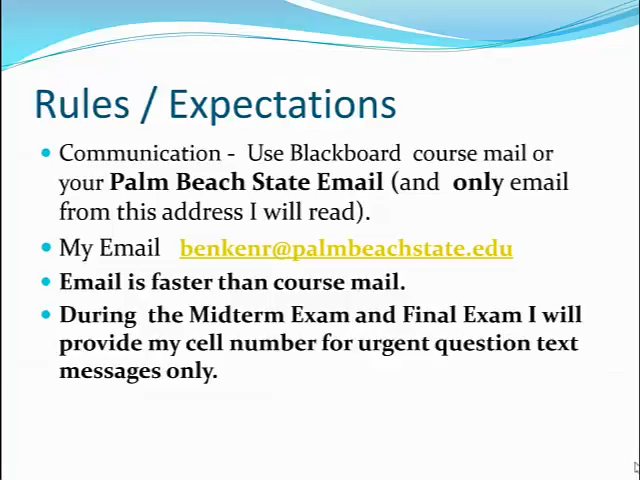 Rules / Expectations
Communication - Use Blackboard course mail or
your Palm Beach State Email (and only email
from this address I will read).
My Email benkenr@palmbeachstate.edu
Email is faster than course mail.
During the Midterm Exam and Final Exam I will
provide my cell number for urgent question text
messages only.